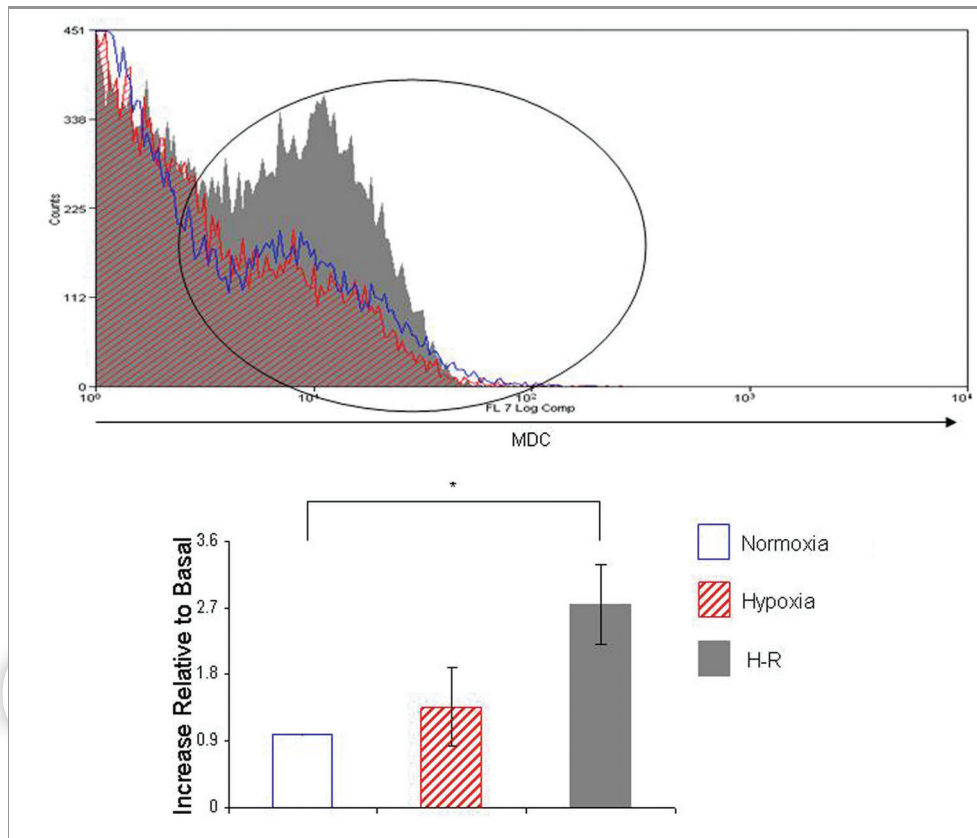 451
338
225
112
0
Counts
10⁰ 10¹ 10² 10³ 10⁴
FL 7 Log Comp
MDC
*
3.6
2.7
1.8
0.9
0
Increase Relative to Basal
Normoxia
Hypoxia
H-R